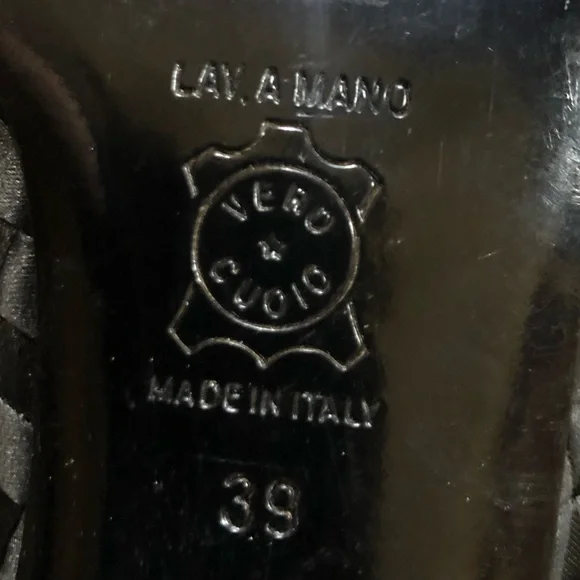 LAV. A MANO
VERO
CUOIO
MADE IN ITALY
39